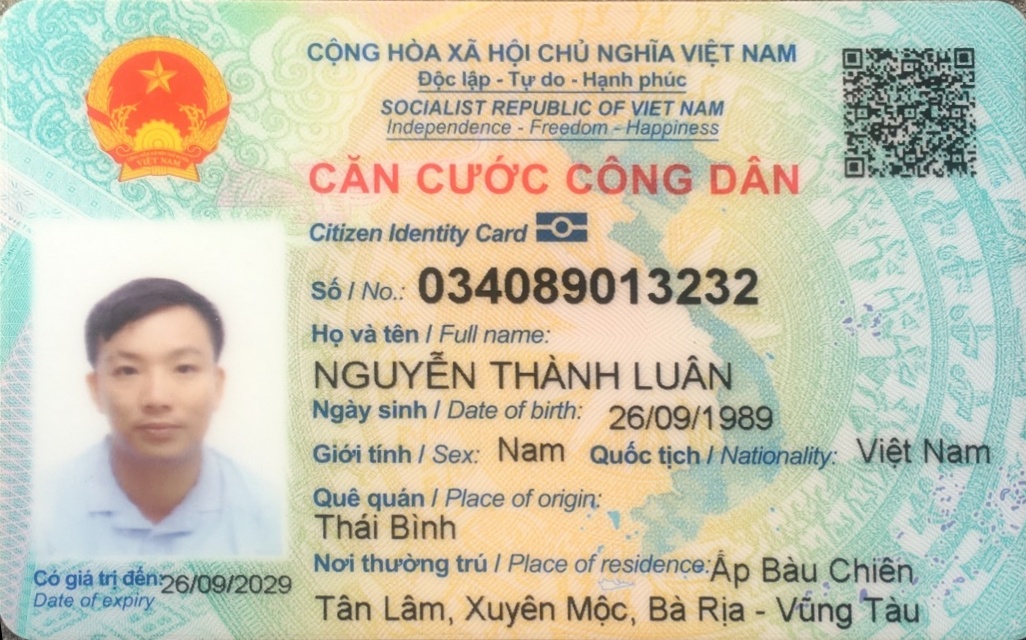 CỘNG HÒA XÃ HỘI CHỦ NGHĨA VIỆT NAM
Độc lập - Tự do - Hạnh phúc
SOCIALIST REPUBLIC OF VIET NAM
Independence - Freedom - Happiness
VIỆT NAM
CĂN CƯỚC CÔNG DÂN
Citizen Identity Card
Số / No.: 034089013232
Họ và tên / Full name:
NGUYỄN THÀNH LUÂN
Ngày sinh / Date of birth: 26/09/1989
Giới tính / Sex: Nam Quốc tịch / Nationality: Việt Nam
Quê quán / Place of origin:
Thái Bình
Nơi thường trú / Place of residence: Ấp Bàu Chiên
Tân Lâm, Xuyên Mộc, Bà Rịa - Vũng Tàu
Có giá trị đến: 26/09/2029
Date of expiry